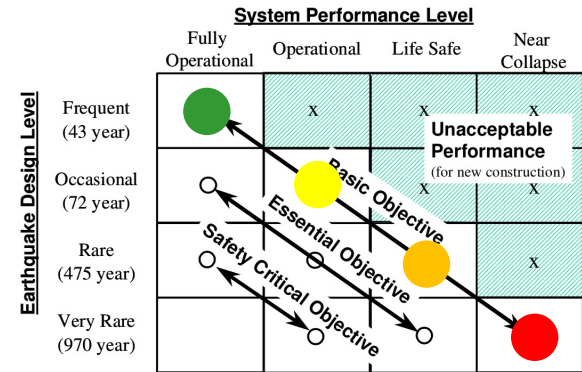 System Performance Level
Fully
Operational
Operational
Life Safe
Near
Collapse
Earthquake Design Level
Frequent
(43 year)
x
x
x
Unacceptable
Performance
(for new construction)
Occasional
(72 year)
x
x
Basic Objective
Essential Objective
Safety Critical Objective
Rare
(475 year)
x
Very Rare
(970 year)